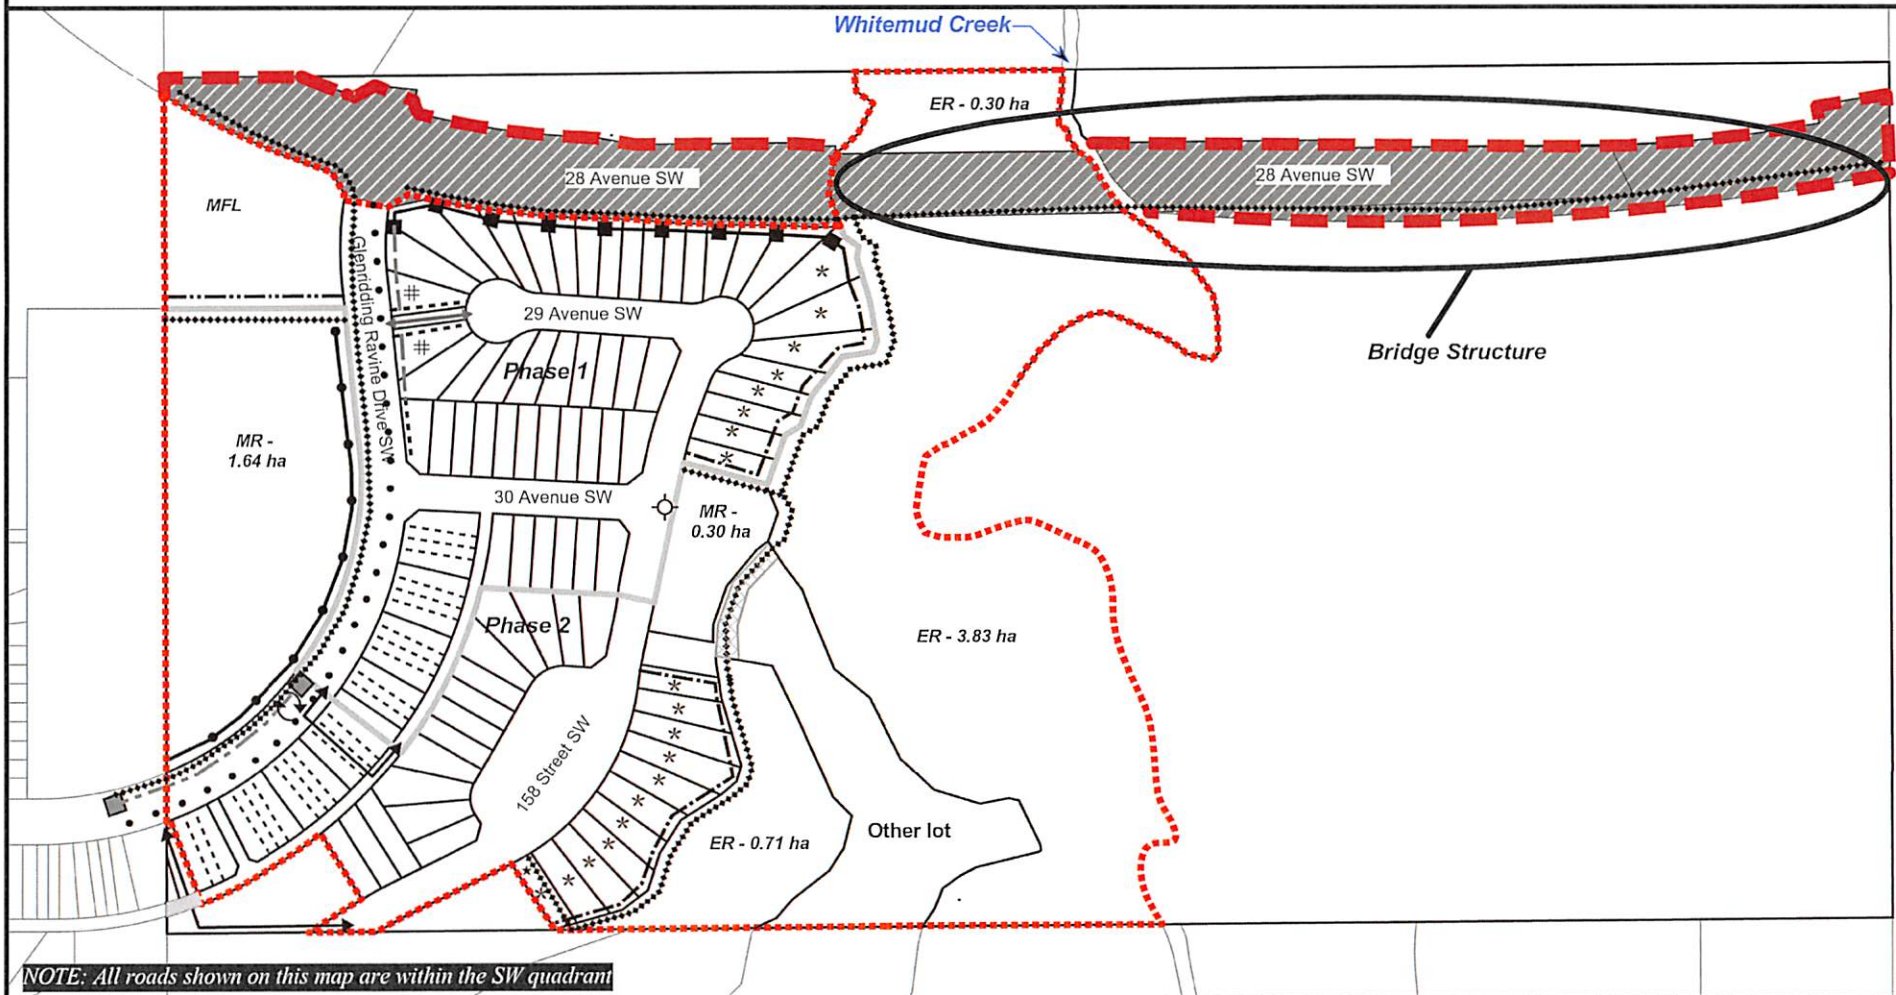 Whitemud Creek
ER - 0.30 ha
28 Avenue SW
28 Avenue SW
MFL
Glenridding Ravine Drive SW
#
29 Avenue SW
#
Phase 1
Bridge Structure
MR -
1.64 ha
30 Avenue SW
MR -
0.30 ha
Phase 2
ER - 3.83 ha
158 Street SW
ER - 0.71 ha
Other lot
NOTE: All roads shown on this map are within the SW quadrant